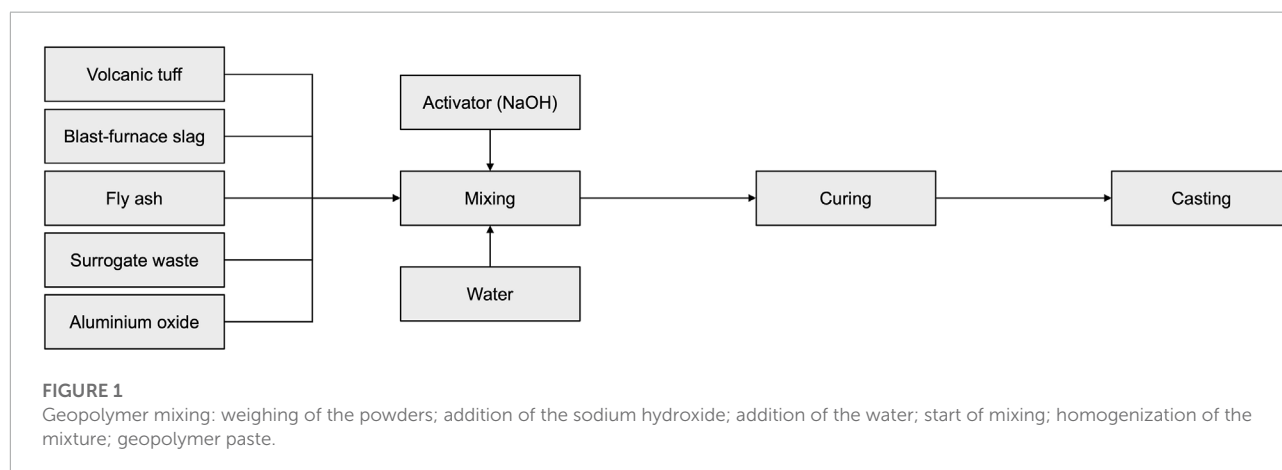 Volcanic tuff
Blast-furnace slag
Fly ash
Surrogate waste
Aluminium oxide
Activator (NaOH)
Mixing
Water
Curing
Casting
FIGURE 1
Geopolymer mixing: weighing of the powders; addition of the sodium hydroxide; addition of the water; start of mixing; homogenization of the
mixture; geopolymer paste.